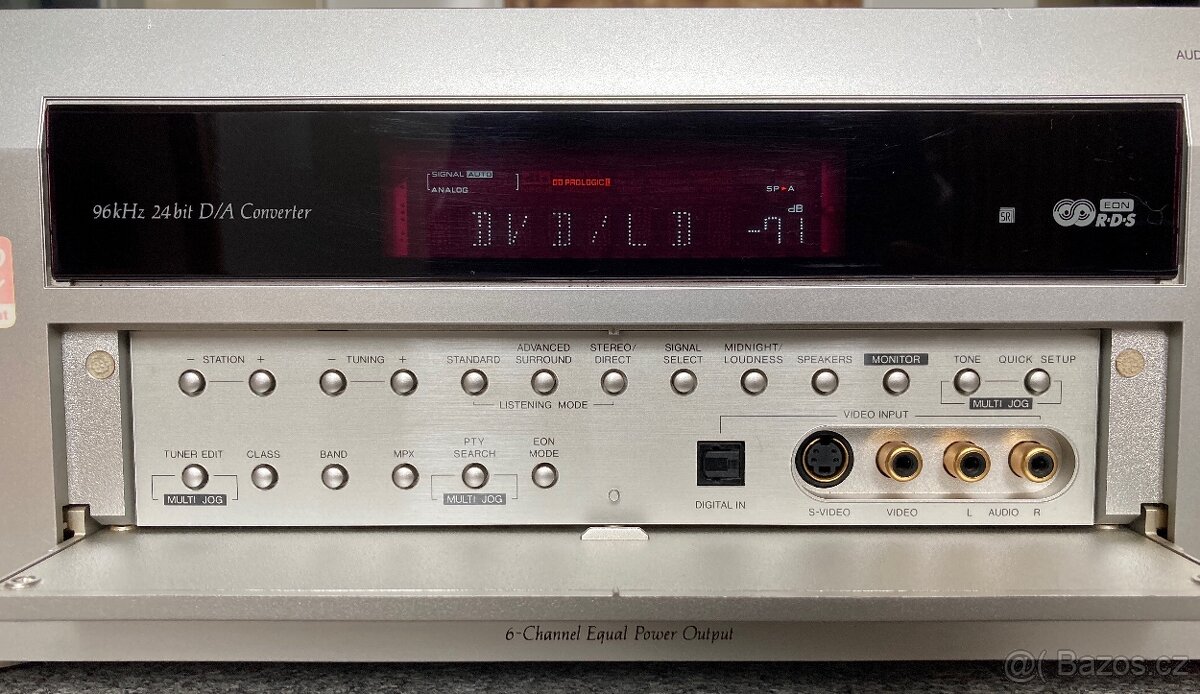 AUD
SIGNAL AUTO
ANALOG
PROLOGIC II
SP►A
dB
DVD/LD -71
96kHz 24bit D/A Converter
SR
EON
R·D·S
− STATION +
− TUNING +
STANDARD
ADVANCED
SURROUND
STEREO/
DIRECT
SIGNAL
SELECT
MIDNIGHT/
LOUDNESS
SPEAKERS
MONITOR
TONE
QUICK SETUP
LISTENING MODE
MULTI JOG
VIDEO INPUT
TUNER EDIT
CLASS
BAND
MPX
PTY
SEARCH
EON
MODE
MULTI JOG
MULTI JOG
DIGITAL IN
S-VIDEO
VIDEO
L AUDIO R
6-Channel Equal Power Output
@( Bazos.cz